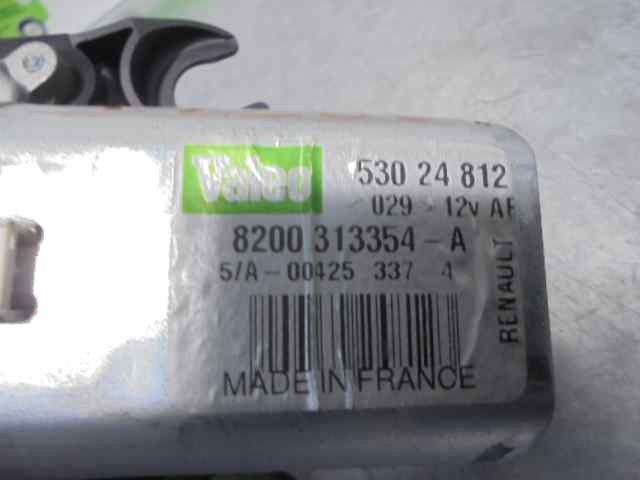 Valeo 530 24 812
029 - 12v AF
8200 313354 - A
5/A - 00425 337 4
RENAULT
MADE IN FRANCE